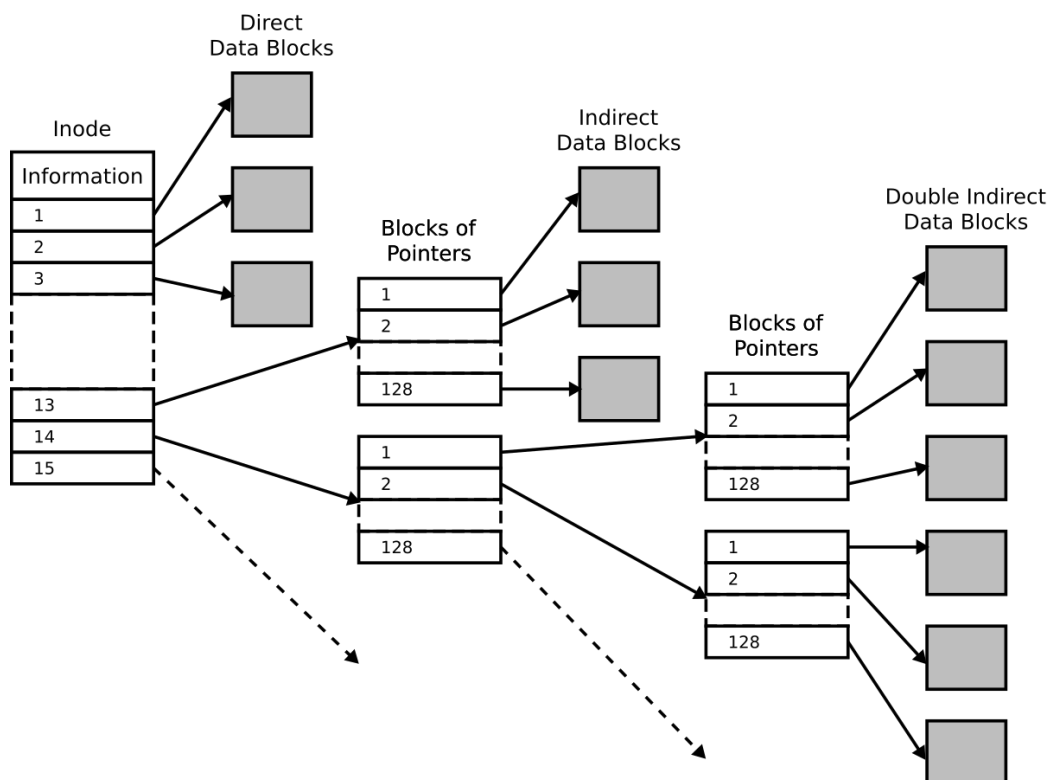 Direct
Data Blocks
Inode
Information
1
2
3
13
14
15
Blocks of
Pointers
1
2
128
1
2
128
Indirect
Data Blocks
Blocks of
Pointers
1
2
128
1
2
128
Double Indirect
Data Blocks